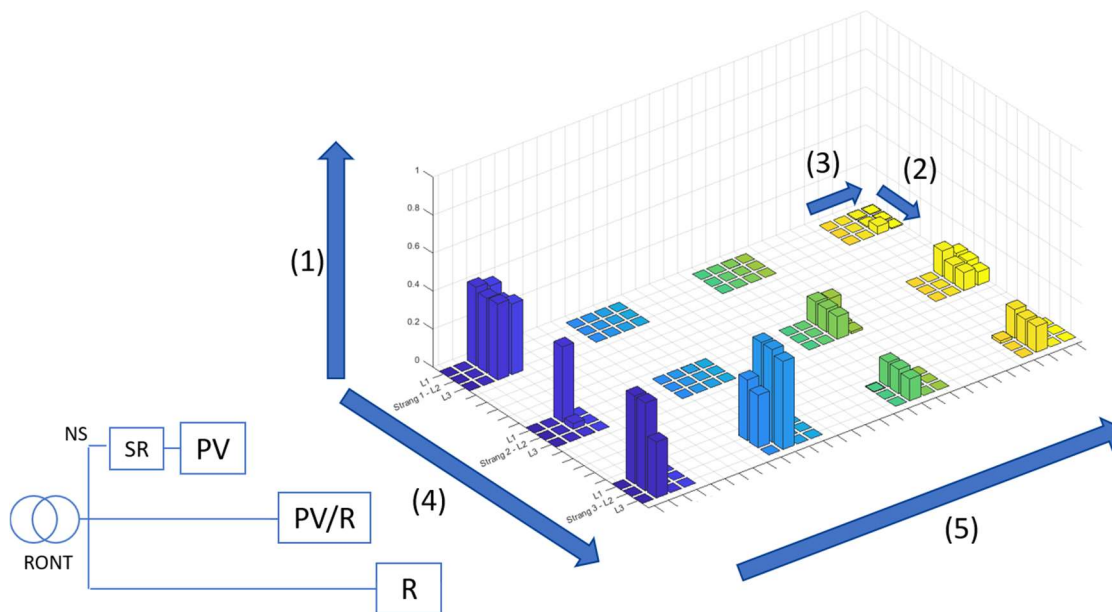 (3)
(2)
1
0.8
(1)
0.6
0.4
0.2
0
L1
Strang 1 - L2
L3
L1
Strang 2 - L2
L3
L1
Strang 3 - L2
L3
NS
SR
PV
(4)
PV/R
(5)
RONT
R